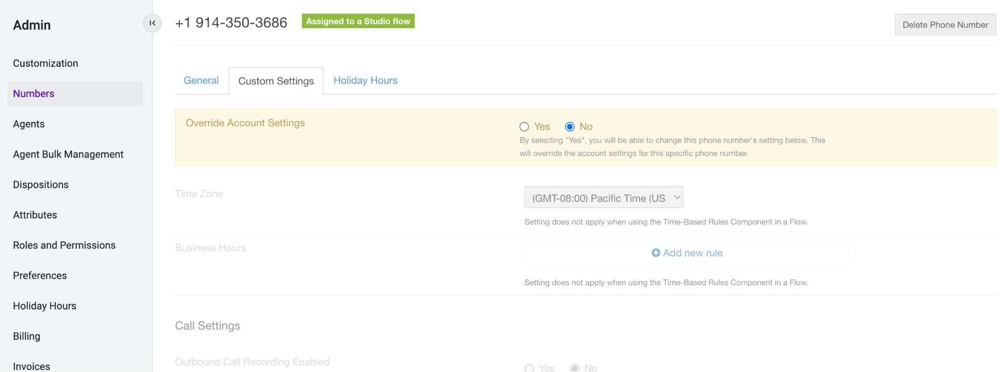 Admin
Customization
Numbers
Agents
Agent Bulk Management
Dispositions
Attributes
Roles and Permissions
Preferences
Holiday Hours
Billing
Invoices
+1 914-350-3686
Assigned to a Studio flow
Delete Phone Number
General
Custom Settings
Holiday Hours
Override Account Settings
Yes No
By selecting "Yes", you will be able to change this phone number's setting below. This
will override the account settings for this specific phone number.
Time Zone
(GMT-08:00) Pacific Time (US
Setting does not apply when using the Time-Based Rules Component in a Flow.
Business Hours
Add new rule
Setting does not apply when using the Time-Based Rules Component in a Flow.
Call Settings
Outbound Call Recording Enabled
Yes No